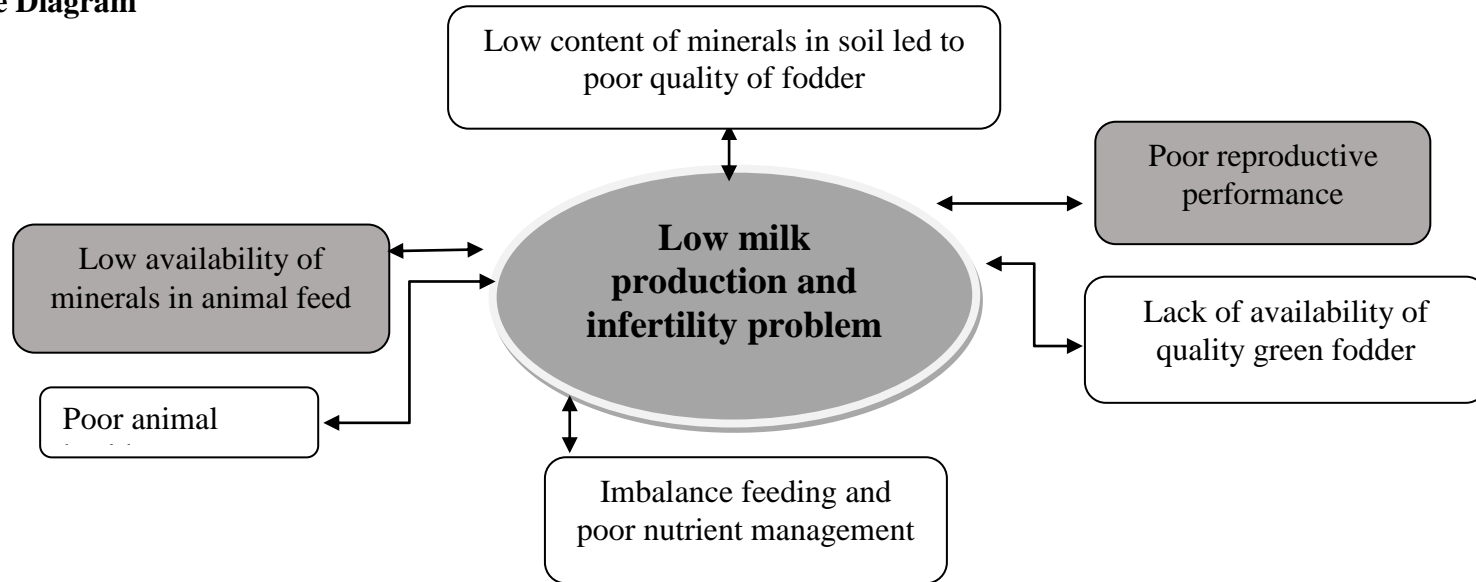 e Diagram
Low content of minerals in soil led to
poor quality of fodder
Poor reproductive
performance
Low milk
production and
infertility problem
Low availability of
minerals in animal feed
Lack of availability of
quality green fodder
Poor animal
Imbalance feeding and
poor nutrient management